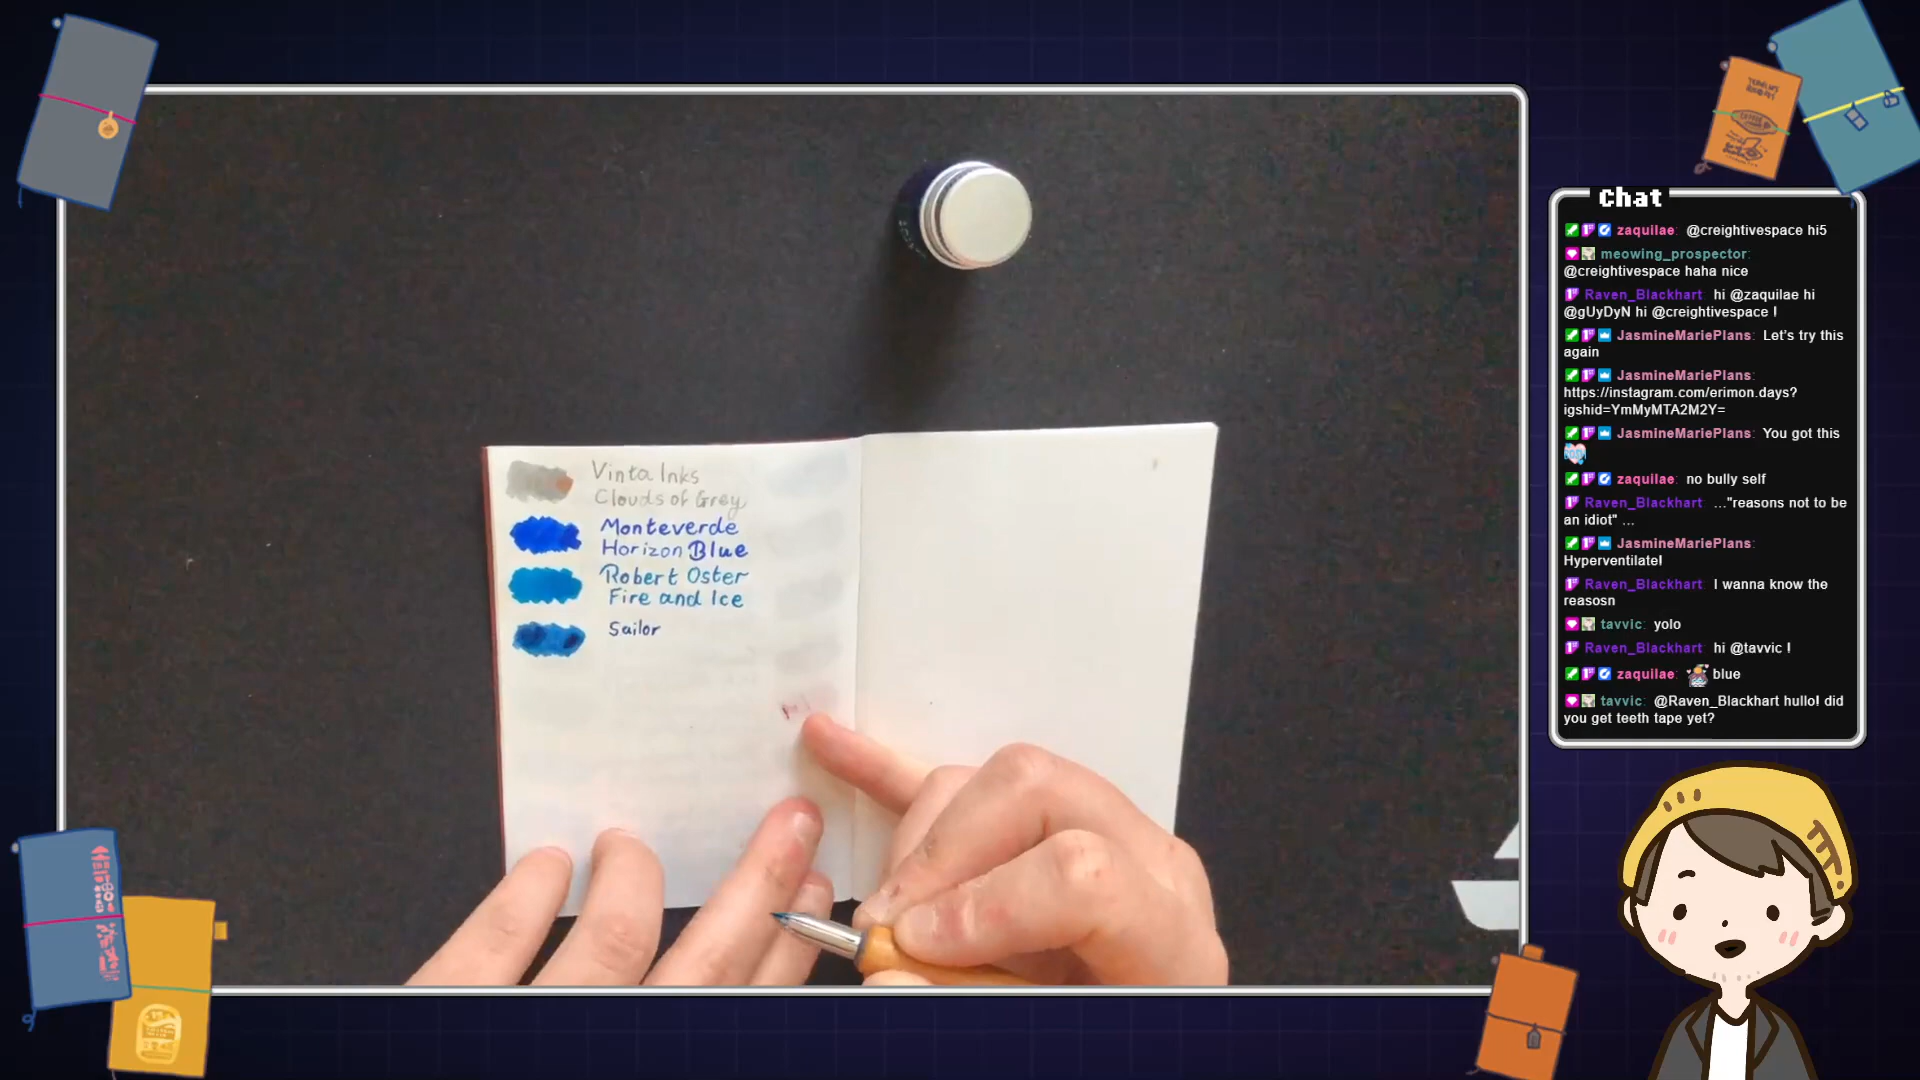 Vinta Inks
Clouds of Grey
Monteverde
Horizon Blue
Robert Oster
Fire and Ice
Sailor
chat
zaquilae: @creightivespace hi5
meowing_prospector:
@creightivespace haha nice
Raven_Blackhart: hi @zaquilae hi
@gUyDyN hi @creightivespace !
JasmineMariePlans: Let's try this
again
JasmineMariePlans:
https://instagram.com/erimon.days?
igshid=YmMyMTA2M2Y=
JasmineMariePlans: You got this
zaquilae: no bully self
Raven_Blackhart: ..."reasons not to be
an idiot" ...
JasmineMariePlans:
Hyperventilate!
Raven_Blackhart: I wanna know the
reasosn
tavvic: yolo
Raven_Blackhart: hi @tavvic !
zaquilae: blue
tavvic: @Raven_Blackhart hullo! did
you get teeth tape yet?